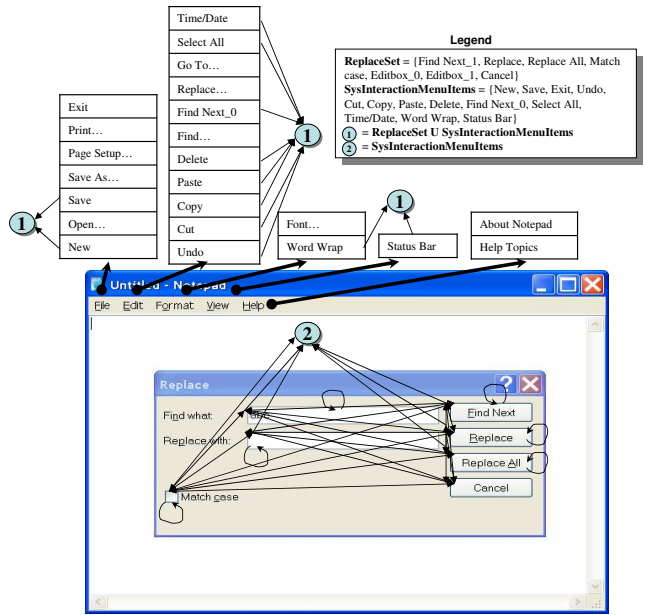 Time/Date
Select All
Go To…
Replace…
Find Next_0
Find…
Delete
Paste
Copy
Cut
Undo
1
Legend
ReplaceSet = {Find Next_1, Replace, Replace All, Match
case, Editbox_0, Editbox_1, Cancel}
SysInteractionMenuItems = {New, Save, Exit, Undo,
Cut, Copy, Paste, Delete, Find Next_0, Select All,
Time/Date, Word Wrap, Status Bar}
1 = ReplaceSet U SysInteractionMenuItems
2 = SysInteractionMenuItems
Exit
Print…
Page Setup…
Save As…
Save
Open…
New
1
1
Font…
Word Wrap
Status Bar
About Notepad
Help Topics
Untitled - Notepad
File Edit Format View Help
2
Replace
Find what:
Find Next
Replace with:
Replace
Replace All
Match case
Cancel